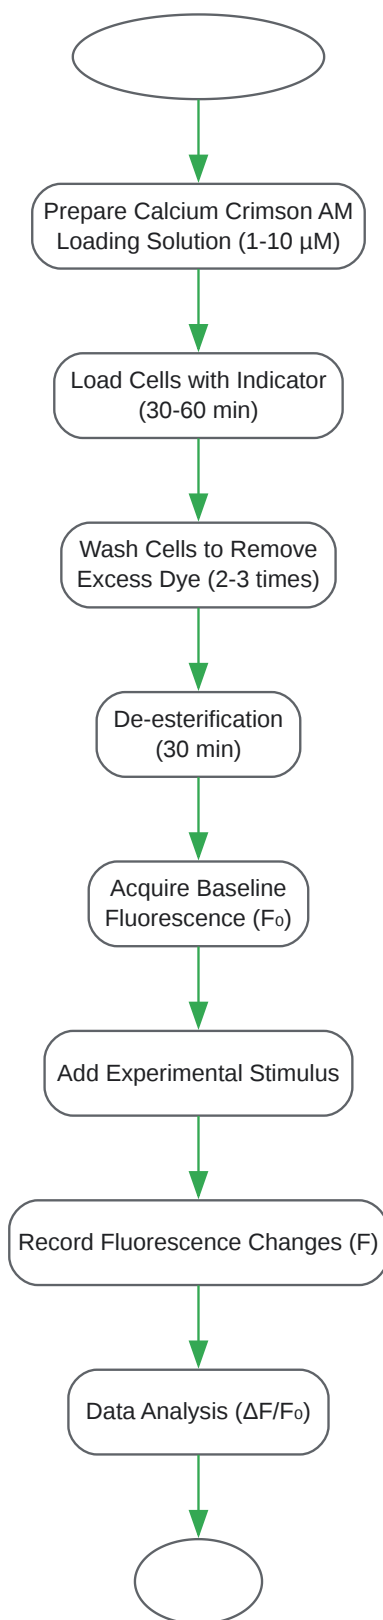 Prepare Calcium Crimson AM
Loading Solution (1-10 µM)
Load Cells with Indicator
(30-60 min)
Wash Cells to Remove
Excess Dye (2-3 times)
De-esterification
(30 min)
Acquire Baseline
Fluorescence (F₀)
Add Experimental Stimulus
Record Fluorescence Changes (F)
Data Analysis (ΔF/F₀)